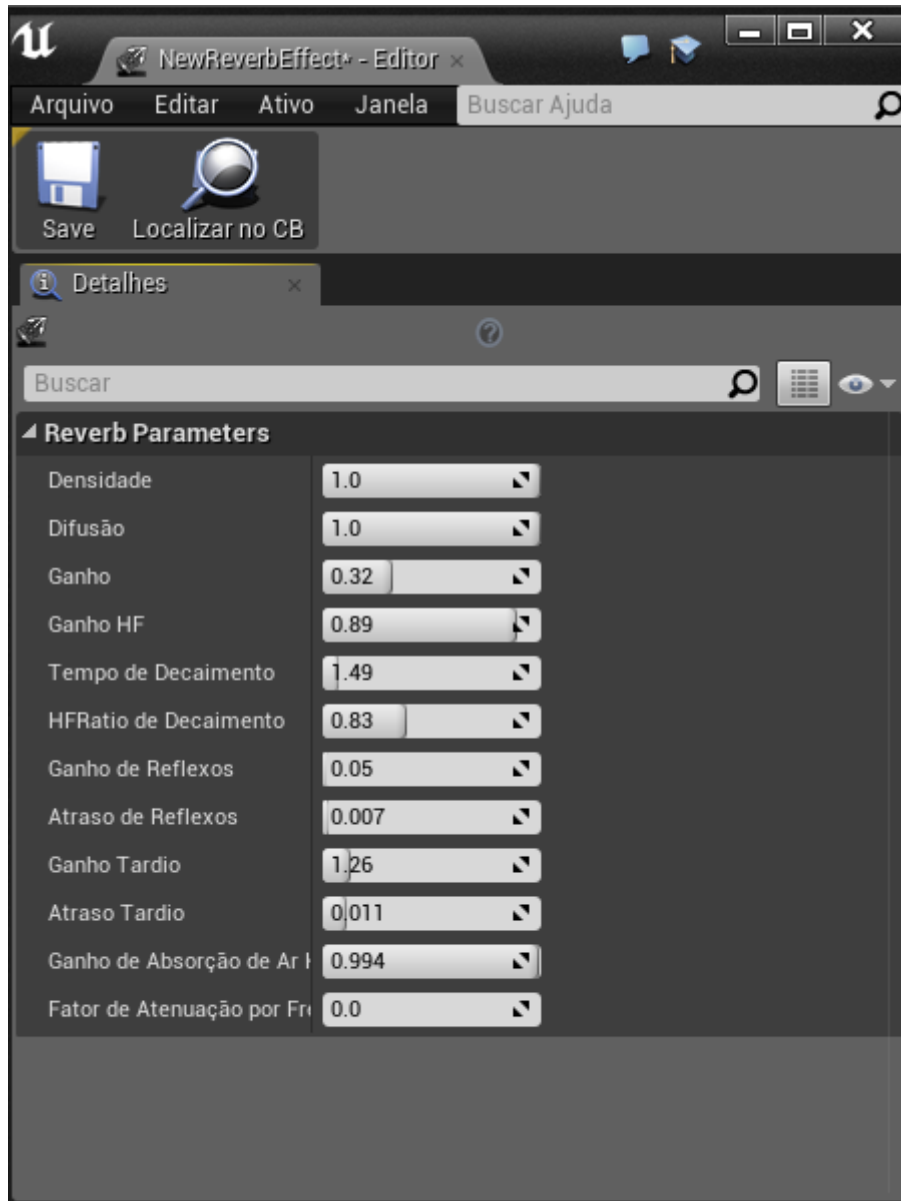 NewReverbEffect* - Editor
Arquivo Editar Ativo Janela Buscar Ajuda
Save Localizar no CB
Detalhes
Buscar
Reverb Parameters
Densidade 1.0
Difusão 1.0
Ganho 0.32
Ganho HF 0.89
Tempo de Decaimento 1.49
HFRatio de Decaimento 0.83
Ganho de Reflexos 0.05
Atraso de Reflexos 0.007
Ganho Tardio 1.26
Atraso Tardio 0.011
Ganho de Absorção de Ar 0.994
Fator de Atenuação por 0.0